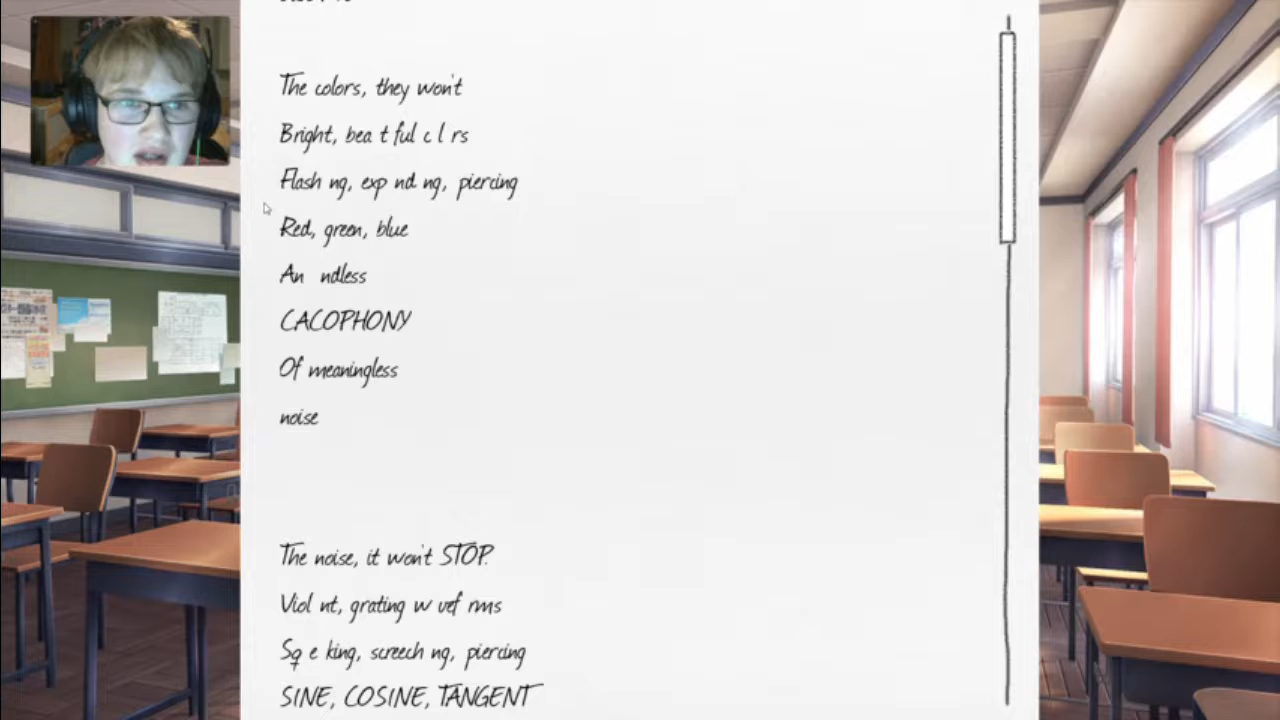 The colors, they won't
Bright, bea t ful c l rs
Flash ng, exp nd ng, piercing
Red, green, blue
An ndless
CACOPHONY
Of meaningless
noise
The noise, it won't STOP.
Viol nt, grating w vef rms
Sq e king, screech ng, piercing
SINE, COSINE, TANGENT